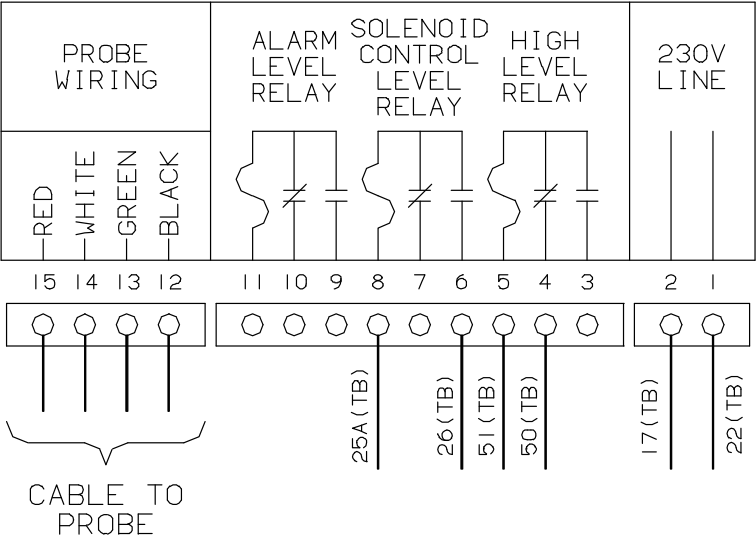 PROBE
WIRING
ALARM
LEVEL
RELAY
SOLENOID
CONTROL
LEVEL
RELAY
HIGH
LEVEL
RELAY
230V
LINE
RED
WHITE
GREEN
BLACK
15 14 13 12 11 10 9 8 7 6 5 4 3 2 1
25A(TB)
26(TB)
51(TB)
50(TB)
17(TB)
22(TB)
CABLE TO
PROBE